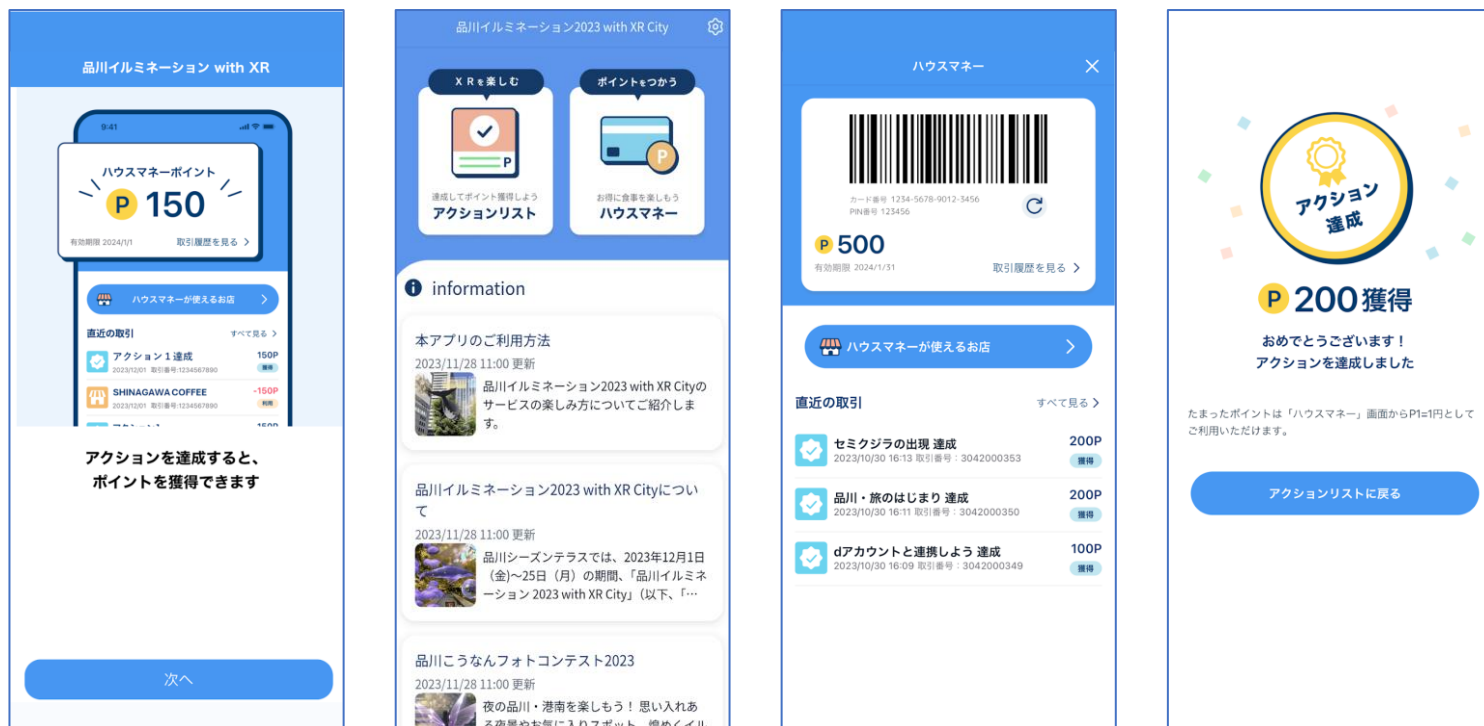 品川イルミネーション with XR
9:41
ハウスマネーポイント
P 150
有効期限 2024/1/1 取引履歴を見る
ハウスマネーが使えるお店
直近の取引 すべて見る
アクション 1 達成 150P
2023/12/01 取引番号:1234567890 獲得
SHINAGAWA COFFEE -150P
2023/12/01 取引番号:1234567890 利用
アクションを達成すると、
ポイントを獲得できます
次へ
品川イルミネーション2023 with XR City
XRを楽しむ
P
達成してポイント獲得しよう
アクションリスト
ポイントをつかう
P
お得に食事を楽しもう
ハウスマネー
information
本アプリのご利用方法
2023/11/28 11:00 更新
品川イルミネーション2023 with XR Cityの
サービスの楽しみ方についてご紹介しま
す。
品川イルミネーション2023 with XR Cityについ
て
2023/11/28 11:00 更新
品川シーズンテラスでは、2023年12月1日
（金)～25日（月）の期間、「品川イルミネ
ーション 2023 with XR City」（以下、「…
品川こうなんフォトコンテスト2023
2023/11/28 11:00 更新
夜の品川・港南を楽しもう！ 思い入れあ
る夜景やお気に入りスポット、煌めくイル
ハウスマネー
カード番号 1234-5678-9012-3456
PIN番号 123456
P 500
有効期限 2024/1/31 取引履歴を見る
ハウスマネーが使えるお店
直近の取引 すべて見る
セミクジラの出現 達成 200P
2023/10/30 16:13 取引番号：3042000353 獲得
品川・旅のはじまり 達成 200P
2023/10/30 16:11 取引番号：3042000350 獲得
dアカウントと連携しよう 達成 100P
2023/10/30 16:09 取引番号：3042000349 獲得
アクション
達成
P 200獲得
おめでとうございます！
アクションを達成しました
たまったポイントは「ハウスマネー」画面からP1=1円として
ご利用いただけます。
アクションリストに戻る